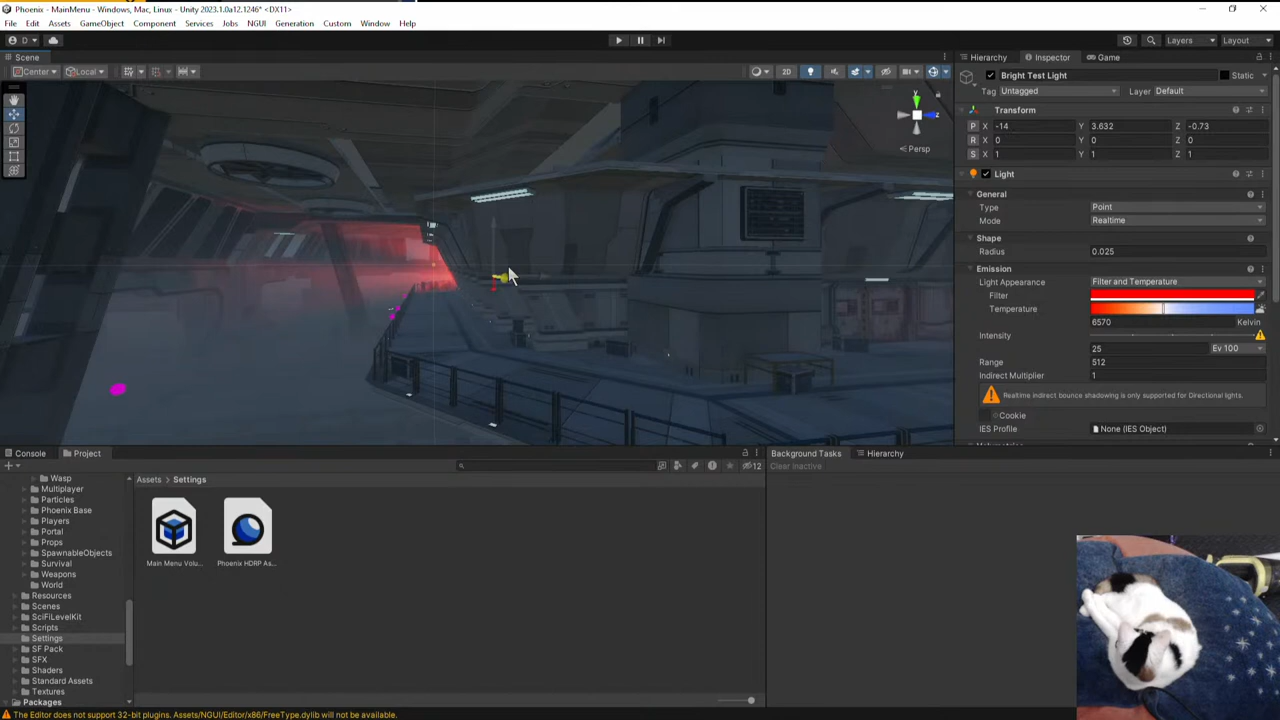 Phoenix - MainMenu - Windows, Mac, Linux - Unity 2023.1.0a12.1246* <DX11>
File Edit Assets GameObject Component Services Jobs NGUI Generation Custom Window Help
D
Layers Layout
Scene
Center Local
2D
y
z
Persp
Hierarchy Inspector Game
Bright Test Light Static
Tag Untagged Layer Default
Transform
P X -14 Y 3.632 Z -0.73
R X 0 Y 0 Z 0
S X 1 Y 1 Z 1
Light
General
Type Point
Mode Realtime
Shape
Radius 0.025
Emission
Light Appearance Filter and Temperature
Filter
Temperature
6570 Kelvin
Intensity
25 Ev 100
Range 512
Indirect Multiplier 1
Realtime indirect bounce shadowing is only supported for Directional lights.
Cookie
IES Profile None (IES Object)
Console Project
12
Wasp
Multiplayer
Particles
Phoenix Base
Players
Portal
Props
SpawnableObjects
Survival
Weapons
World
Resources
Scenes
SciFiLevelKit
Scripts
Settings
SF Pack
SFX
Shaders
Standard Assets
Textures
Packages
Assets > Settings
Main Menu Volu...
Phoenix HDRP As...
Background Tasks Hierarchy
Clear Inactive
The Editor does not support 32-bit plugins. Assets/NGUI/Editor/x86/FreeType.dylib will not be available.